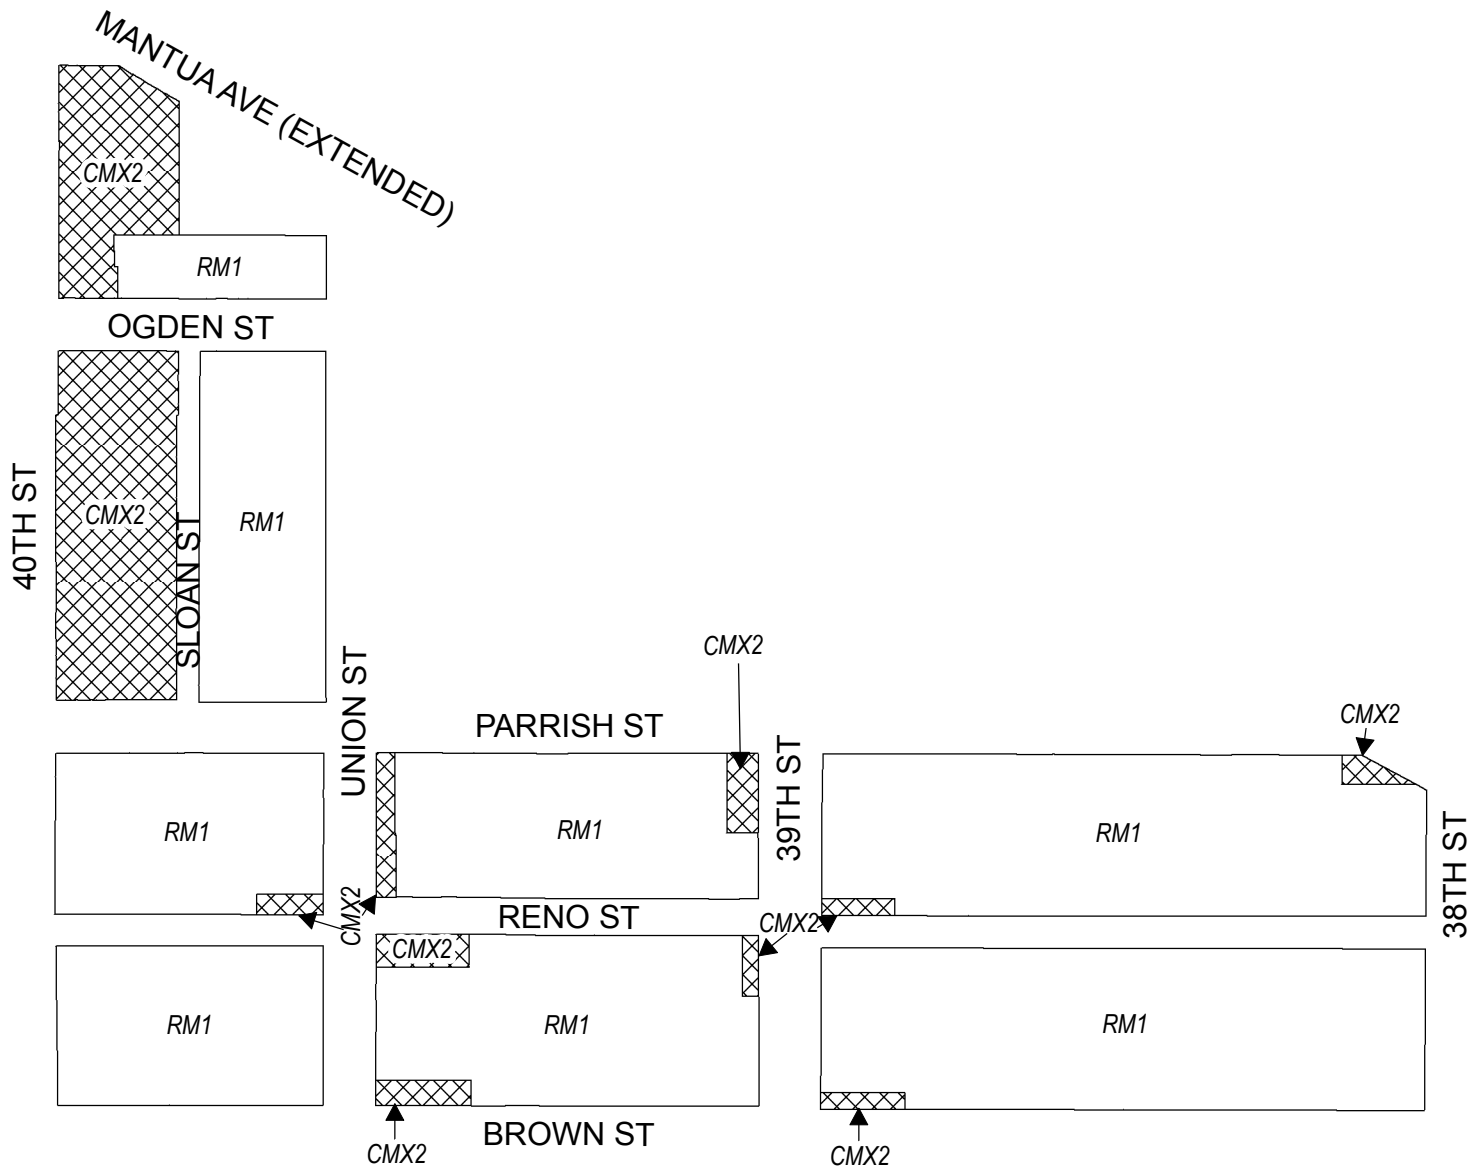 MANTUA AVE (EXTENDED)
CMX2
RM1
OGDEN ST
40TH ST
CMX2
SLOAN ST
RM1
UNION ST
CMX2
PARRISH ST
39TH ST
CMX2
RM1
RM1
RM1
38TH ST
CMX2
RENO ST
CMX2
CMX2
RM1
RM1
RM1
BROWN ST
CMX2
CMX2